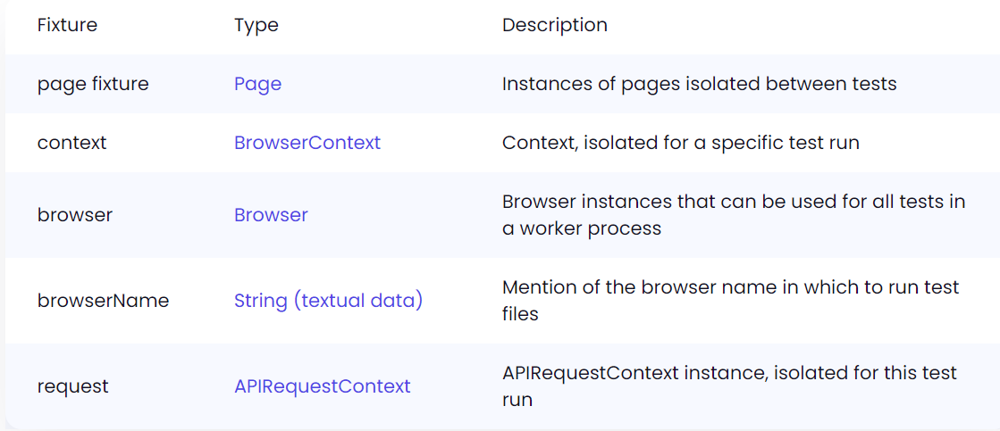 Fixture Type Description
page fixture Page Instances of pages isolated between tests
context BrowserContext Context, isolated for a specific test run
browser Browser Browser instances that can be used for all tests in
a worker process
browserName String (textual data) Mention of the browser name in which to run test
files
request APIRequestContext APIRequestContext instance, isolated for this test
run